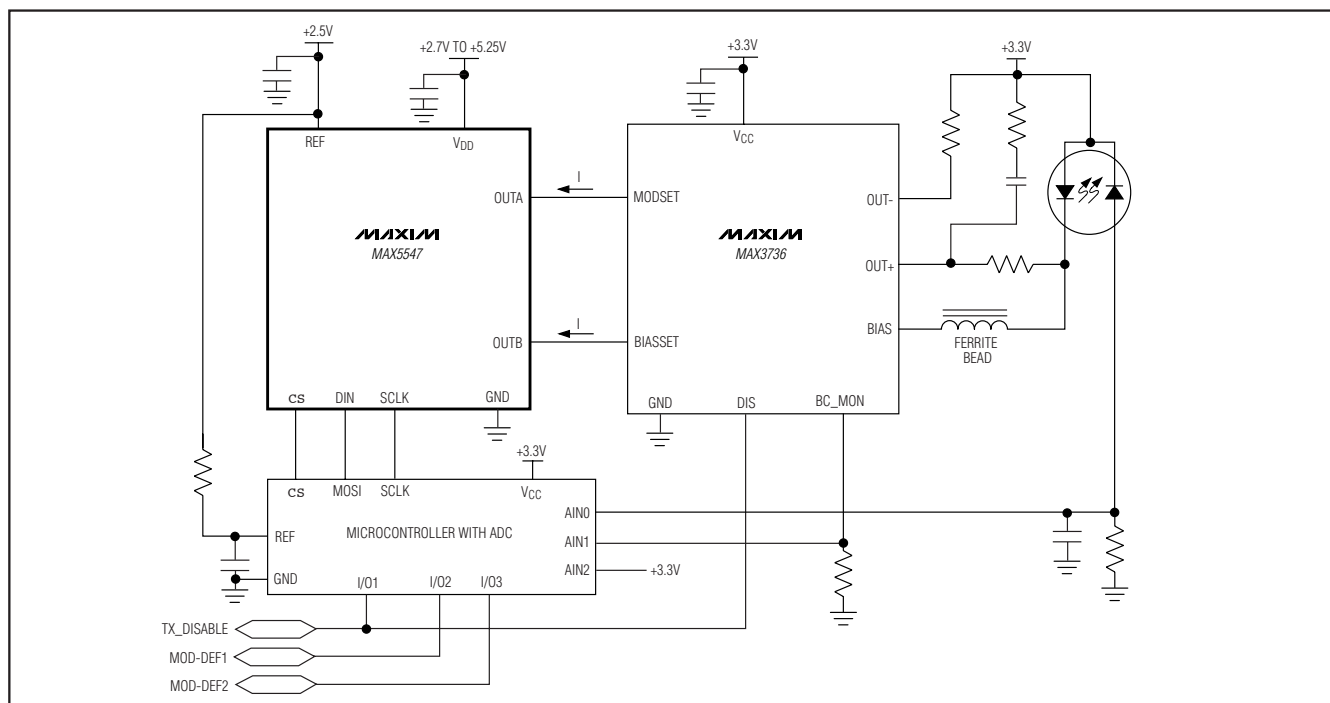 +2.5V
+2.7V TO +5.25V
+3.3V
+3.3V
REF
VDD
VCC
OUTA
I
MODSET
OUT-
MAXIM
MAX5547
MAXIM
MAX3736
OUT+
OUTB
I
BIASSET
BIAS
FERRITE
BEAD
CS
DIN
SCLK
GND
GND
DIS
BC_MON
+3.3V
CS
MOSI
SCLK
VCC
REF
MICROCONTROLLER WITH ADC
AIN0
AIN1
AIN2
+3.3V
GND
I/O1
I/O2
I/O3
TX_DISABLE
MOD-DEF1
MOD-DEF2